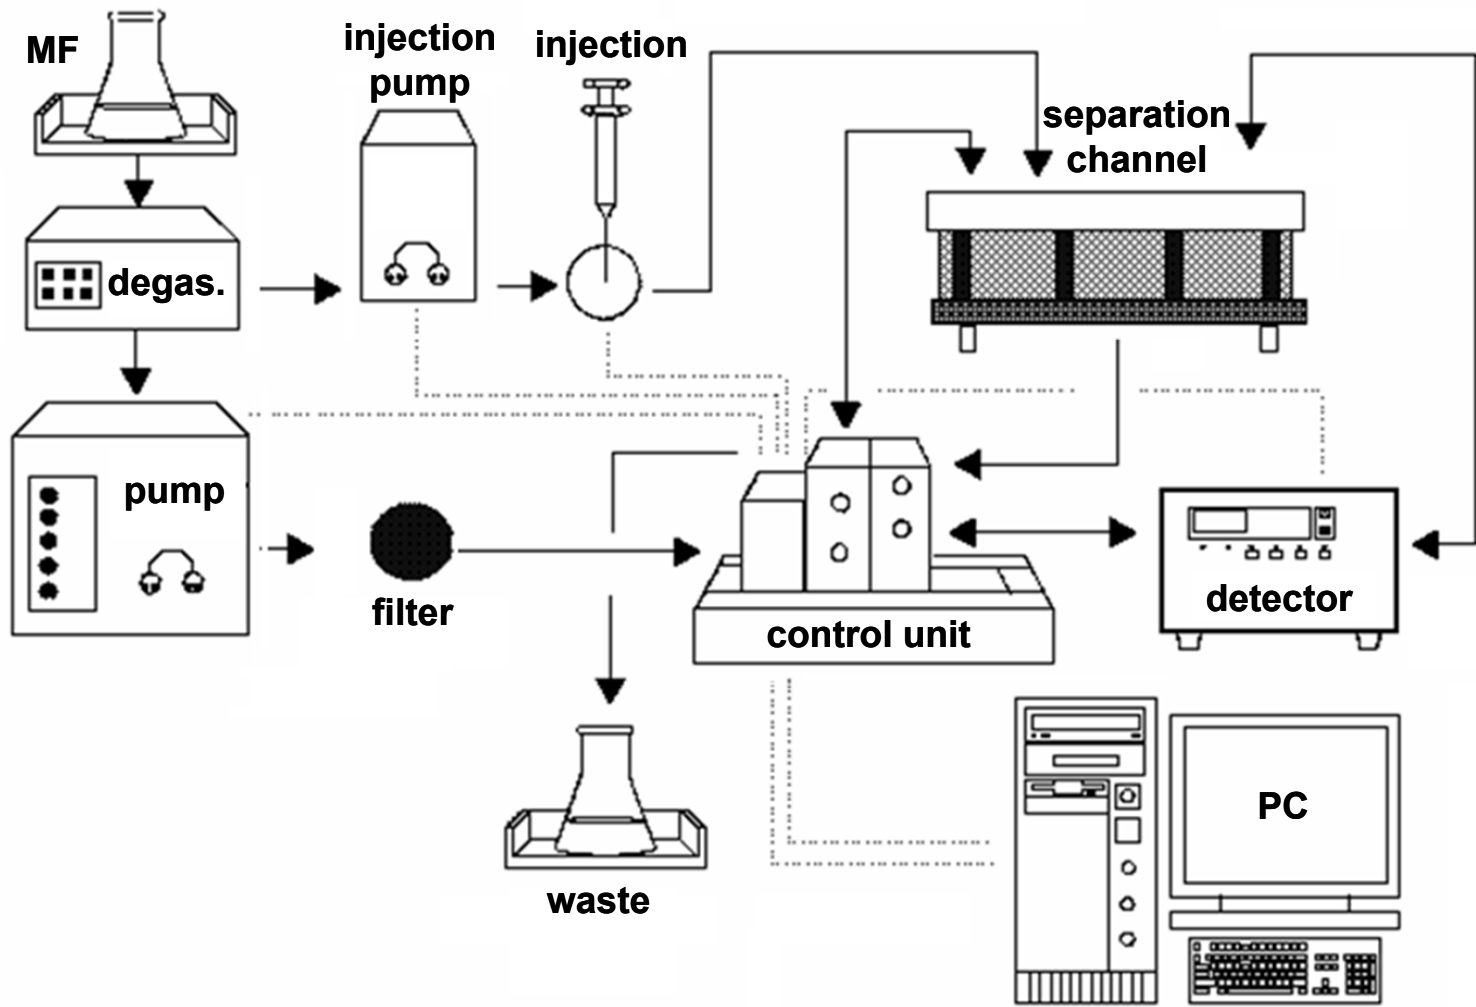 MF
injection
pump
injection
separation
channel
degas.
pump
filter
control unit
detector
waste
PC